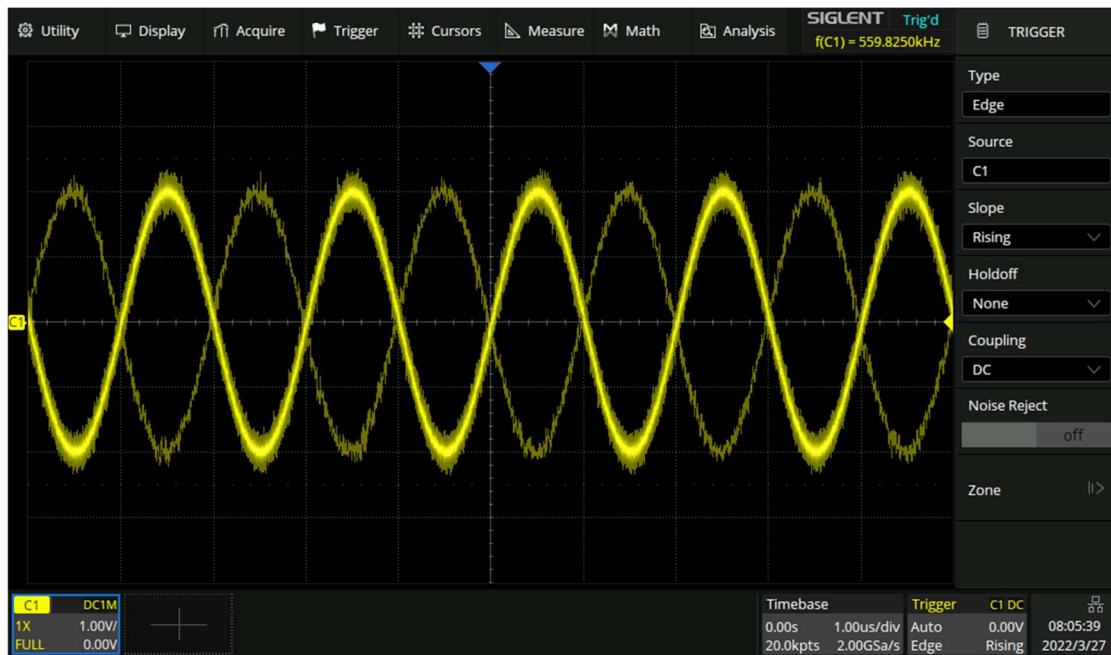 Utility Display Acquire Trigger Cursors Measure Math Analysis
SIGLENT Trig'd
f(C1) = 559.8250kHz
TRIGGER
Type
Edge
Source
C1
Slope
Rising
Holdoff
None
Coupling
DC
Noise Reject
off
Zone
C1
C1 DC1M
1X 1.00V/
FULL 0.00V
Timebase
0.00s 1.00us/div
20.0kpts 2.00GSa/s
Trigger C1 DC
Auto 0.00V
Edge Rising
08:05:39
2022/3/27